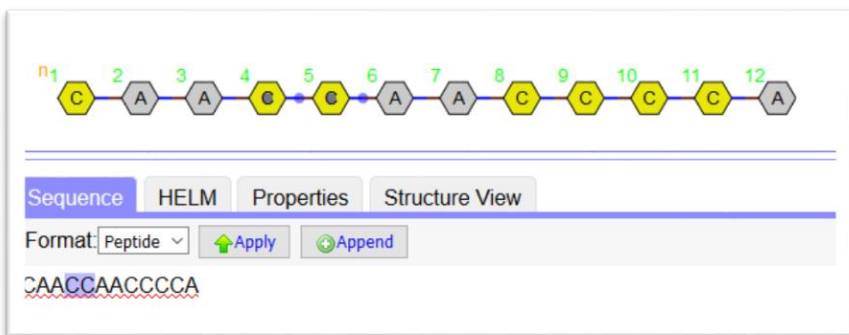 n1 2 3 4 5 6 7 8 9 10 11 12
C A A C C A A C C C C A
Sequence HELM Properties Structure View
Format: Peptide Apply Append
CAACCAACCCCA